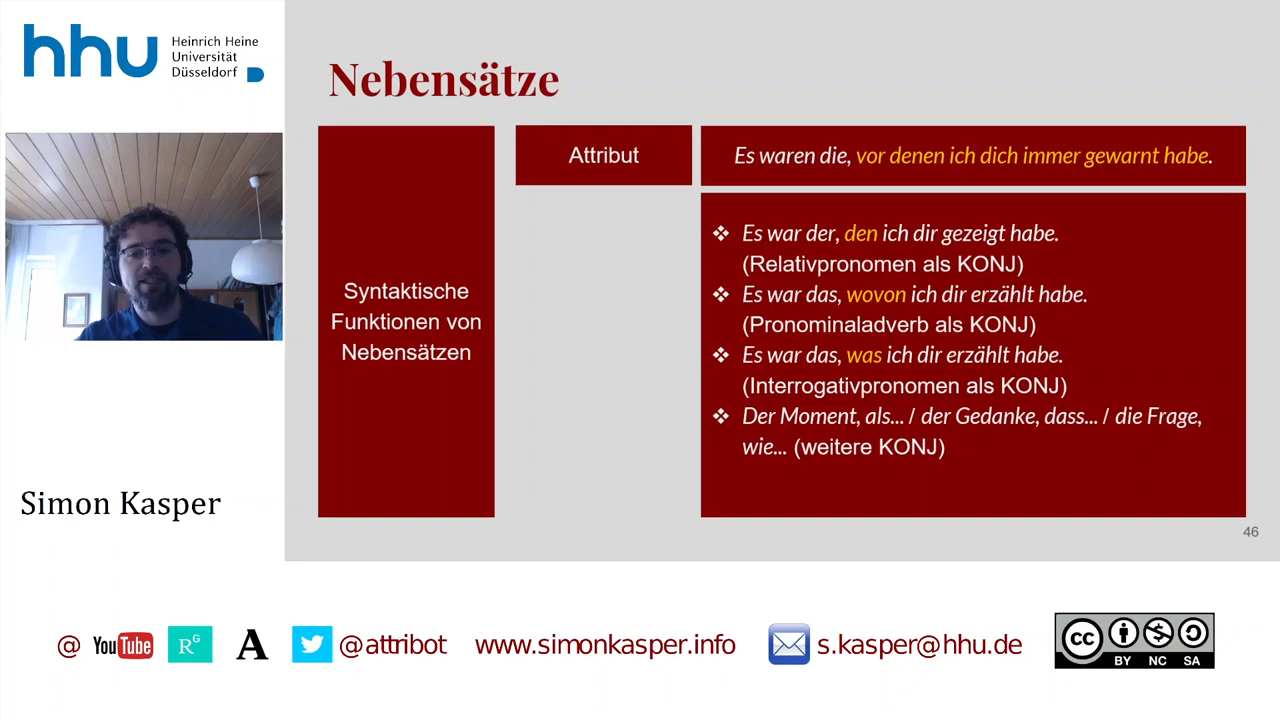 hhu
Heinrich Heine
Universität
Düsseldorf
Nebensätze
Syntaktische
Funktionen von
Nebensätzen
Attribut
Es waren die, vor denen ich dich immer gewarnt habe.
❖ Es war der, den ich dir gezeigt habe.
(Relativpronomen als KONJ)
❖ Es war das, wovon ich dir erzählt habe.
(Pronominaladverb als KONJ)
❖ Es war das, was ich dir erzählt habe.
(Interrogativpronomen als KONJ)
❖ Der Moment, als... / der Gedanke, dass... / die Frage,
wie... (weitere KONJ)
46
Simon Kasper
@ YouTube RG A @attribot www.simonkasper.info s.kasper@hhu.de
cc BY NC SA